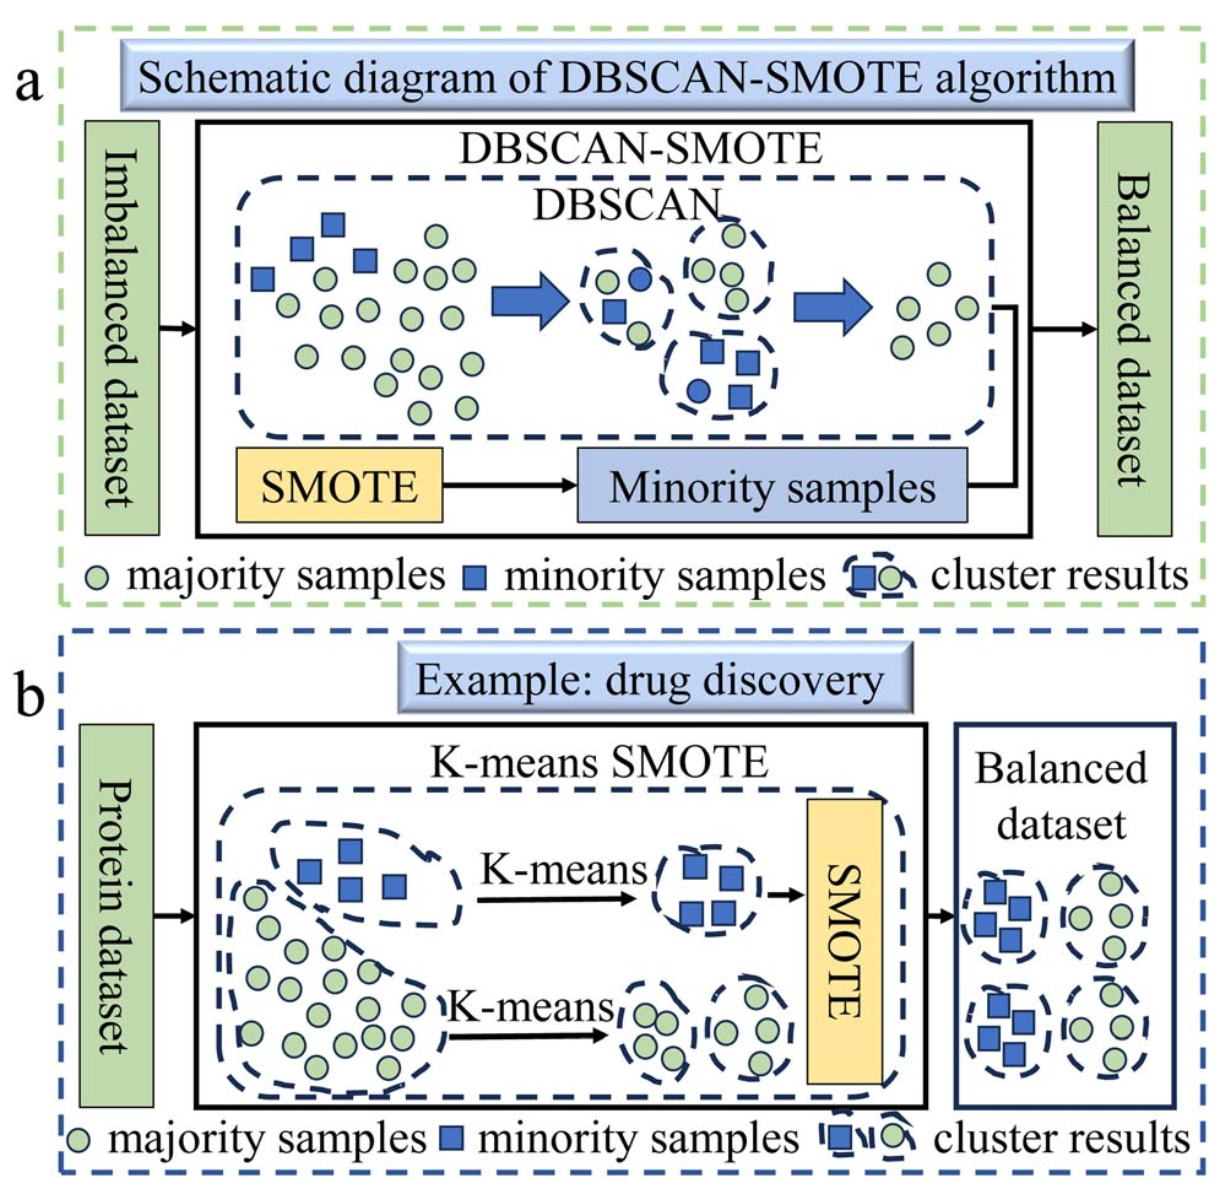 a
Schematic diagram of DBSCAN-SMOTE algorithm
Imbalanced dataset
DBSCAN-SMOTE
DBSCAN
SMOTE
Minority samples
Balanced dataset
majority samples
minority samples
cluster results
b
Example: drug discovery
Protein dataset
K-means SMOTE
K-means
K-means
SMOTE
Balanced
dataset
majority samples
minority samples
cluster results